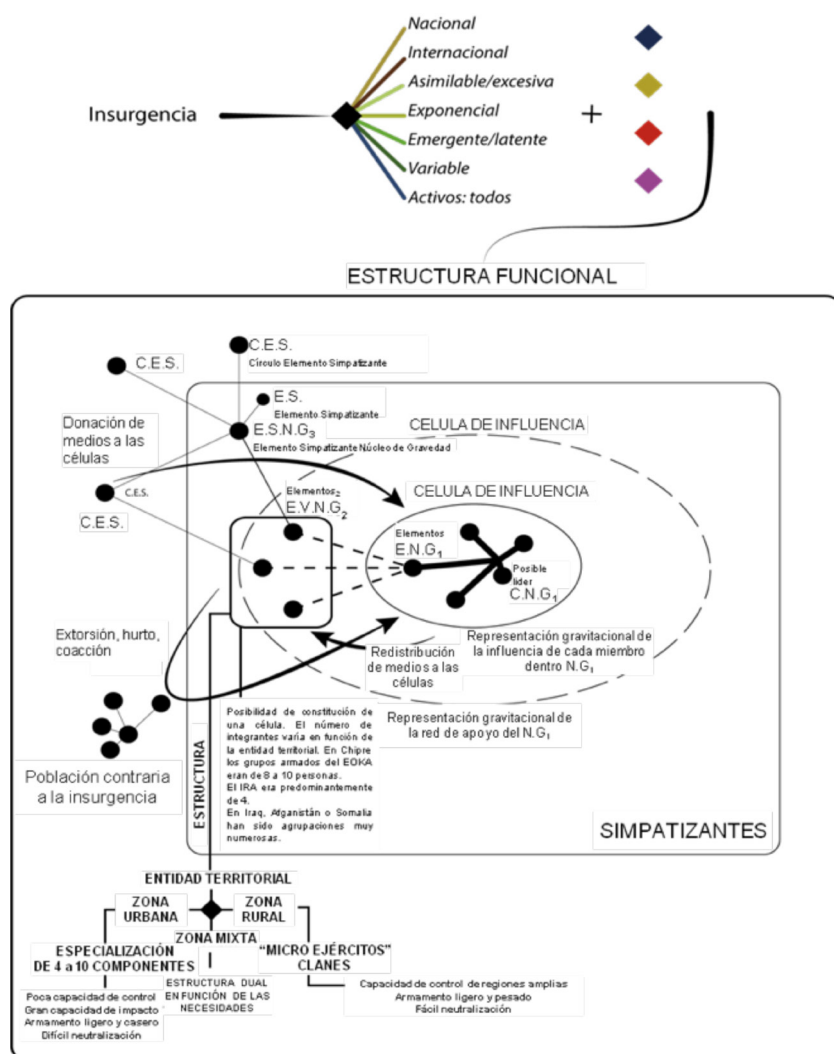 Nacional
Internacional
Asimilable/excesiva
Insurgencia
Exponencial
+
Emergente/latente
Variable
Activos: todos
ESTRUCTURA FUNCIONAL
C.E.S.
Círculo Elemento Simpatizante
C.E.S.
E.S.
Elemento Simpatizante
E.S.N.G3
Elemento Simpatizante Núcleo de Gravedad
Donación de
medios a las
células
C.E.S.
C.E.S.
CELULA DE INFLUENCIA
CELULA DE INFLUENCIA
Elementos2
E.V.N.G2
Elementos
E.N.G1
Posible
líder
C.N.G1
Extorsión, hurto,
coacción
Redistribución
de medios a las
células
Representación gravitacional de
la influencia de cada miembro
dentro N.G1
Representación gravitacional de
la red de apoyo del N.G1
Población contraria
a la insurgencia
ESTRUCTURA
Posibilidad de constitución de
una célula. El número de
integrantes varía en función de
la entidad territorial. En Chipre
los grupos armados del EOKA
eran de 8 a 10 personas.
El IRA era predominantemente
de 4.
En Iraq, Afganistán o Somalia
han sido agrupaciones muy
numerosas.
SIMPATIZANTES
ENTIDAD TERRITORIAL
ZONA
URBANA
ZONA
RURAL
ZONA MIXTA
ESPECIALIZACIÓN
DE 4 a 10 COMPONENTES
"MICRO EJÉRCITOS"
CLANES
Poca capacidad de control
Gran capacidad de impacto
Armamento ligero y casero
Difícil neutralización
ESTRUCTURA DUAL
EN FUNCIÓN DE LAS
NECESIDADES
Capacidad de control de regiones amplias
Armamento ligero y pesado
Fácil neutralización